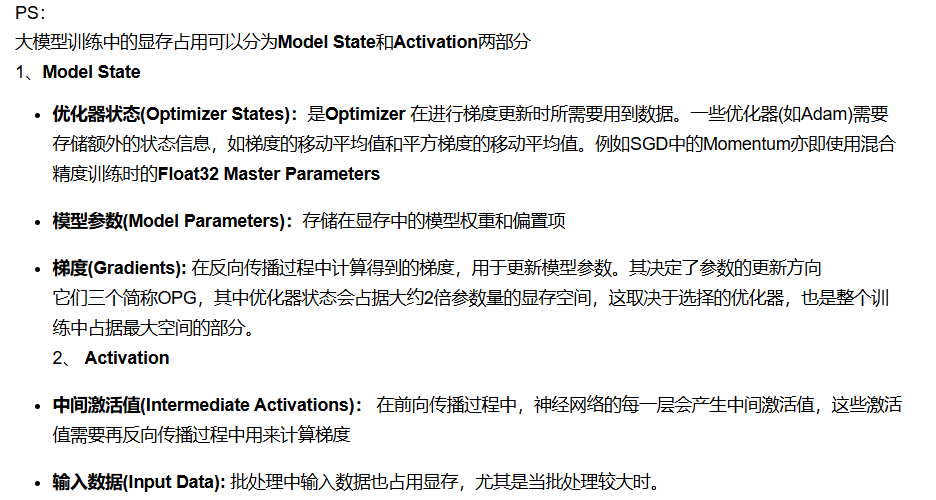 PS：
大模型训练中的显存占用可以分为Model State和Activation两部分
1、Model State
• 优化器状态(Optimizer States)：是Optimizer 在进行梯度更新时所需要用到数据。一些优化器(如Adam)需要
存储额外的状态信息，如梯度的移动平均值和平方梯度的移动平均值。例如SGD中的Momentum亦即使用混合
精度训练时的Float32 Master Parameters
• 模型参数(Model Parameters)：存储在显存中的模型权重和偏置项
• 梯度(Gradients): 在反向传播过程中计算得到的梯度，用于更新模型参数。其决定了参数的更新方向
它们三个简称OPG，其中优化器状态会占据大约2倍参数量的显存空间，这取决于选择的优化器，也是整个训
练中占据最大空间的部分。
2、 Activation
• 中间激活值(Intermediate Activations)： 在前向传播过程中，神经网络的每一层会产生中间激活值，这些激活
值需要再反向传播过程中用来计算梯度
• 输入数据(Input Data): 批处理中输入数据也占用显存，尤其是当批处理较大时。